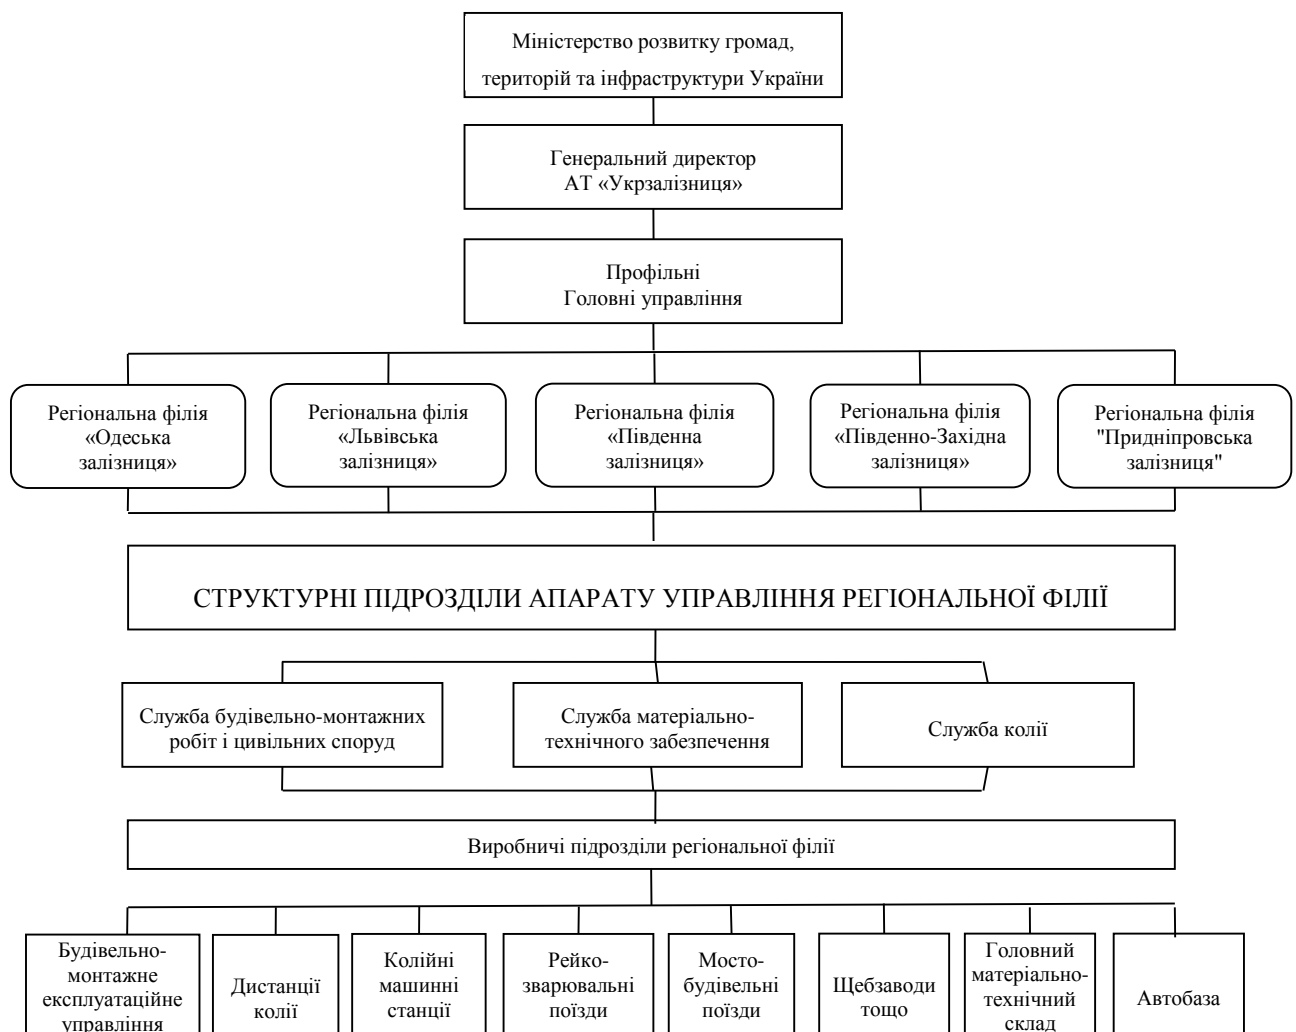 Міністерство розвитку громад,
територій та інфраструктури України
Генеральний директор
АТ «Укрзалізниця»
Профільні
Головні управління
Регіональна філія
«Одеська
залізниця»
Регіональна філія
«Львівська
залізниця»
Регіональна філія
«Південна
залізниця»
Регіональна філія
«Південно-Західна
залізниця»
Регіональна філія
"Придніпровська
залізниця"
СТРУКТУРНІ ПІДРОЗДІЛИ АПАРАТУ УПРАВЛІННЯ РЕГІОНАЛЬНОЇ ФІЛІЇ
Служба будівельно-монтажних
робіт і цивільних споруд
Служба матеріально-
технічного забезпечення
Служба колії
Виробничі підрозділи регіональної філії
Будівельно-
монтажне
експлуатаційне
управління
Дистанції
колії
Колійні
машинні
станції
Рейко-
зварювальні
поїзди
Мосто-
будівельні
поїзди
Щебзаводи
тощо
Головний
матеріально-
технічний
склад
Автобаза